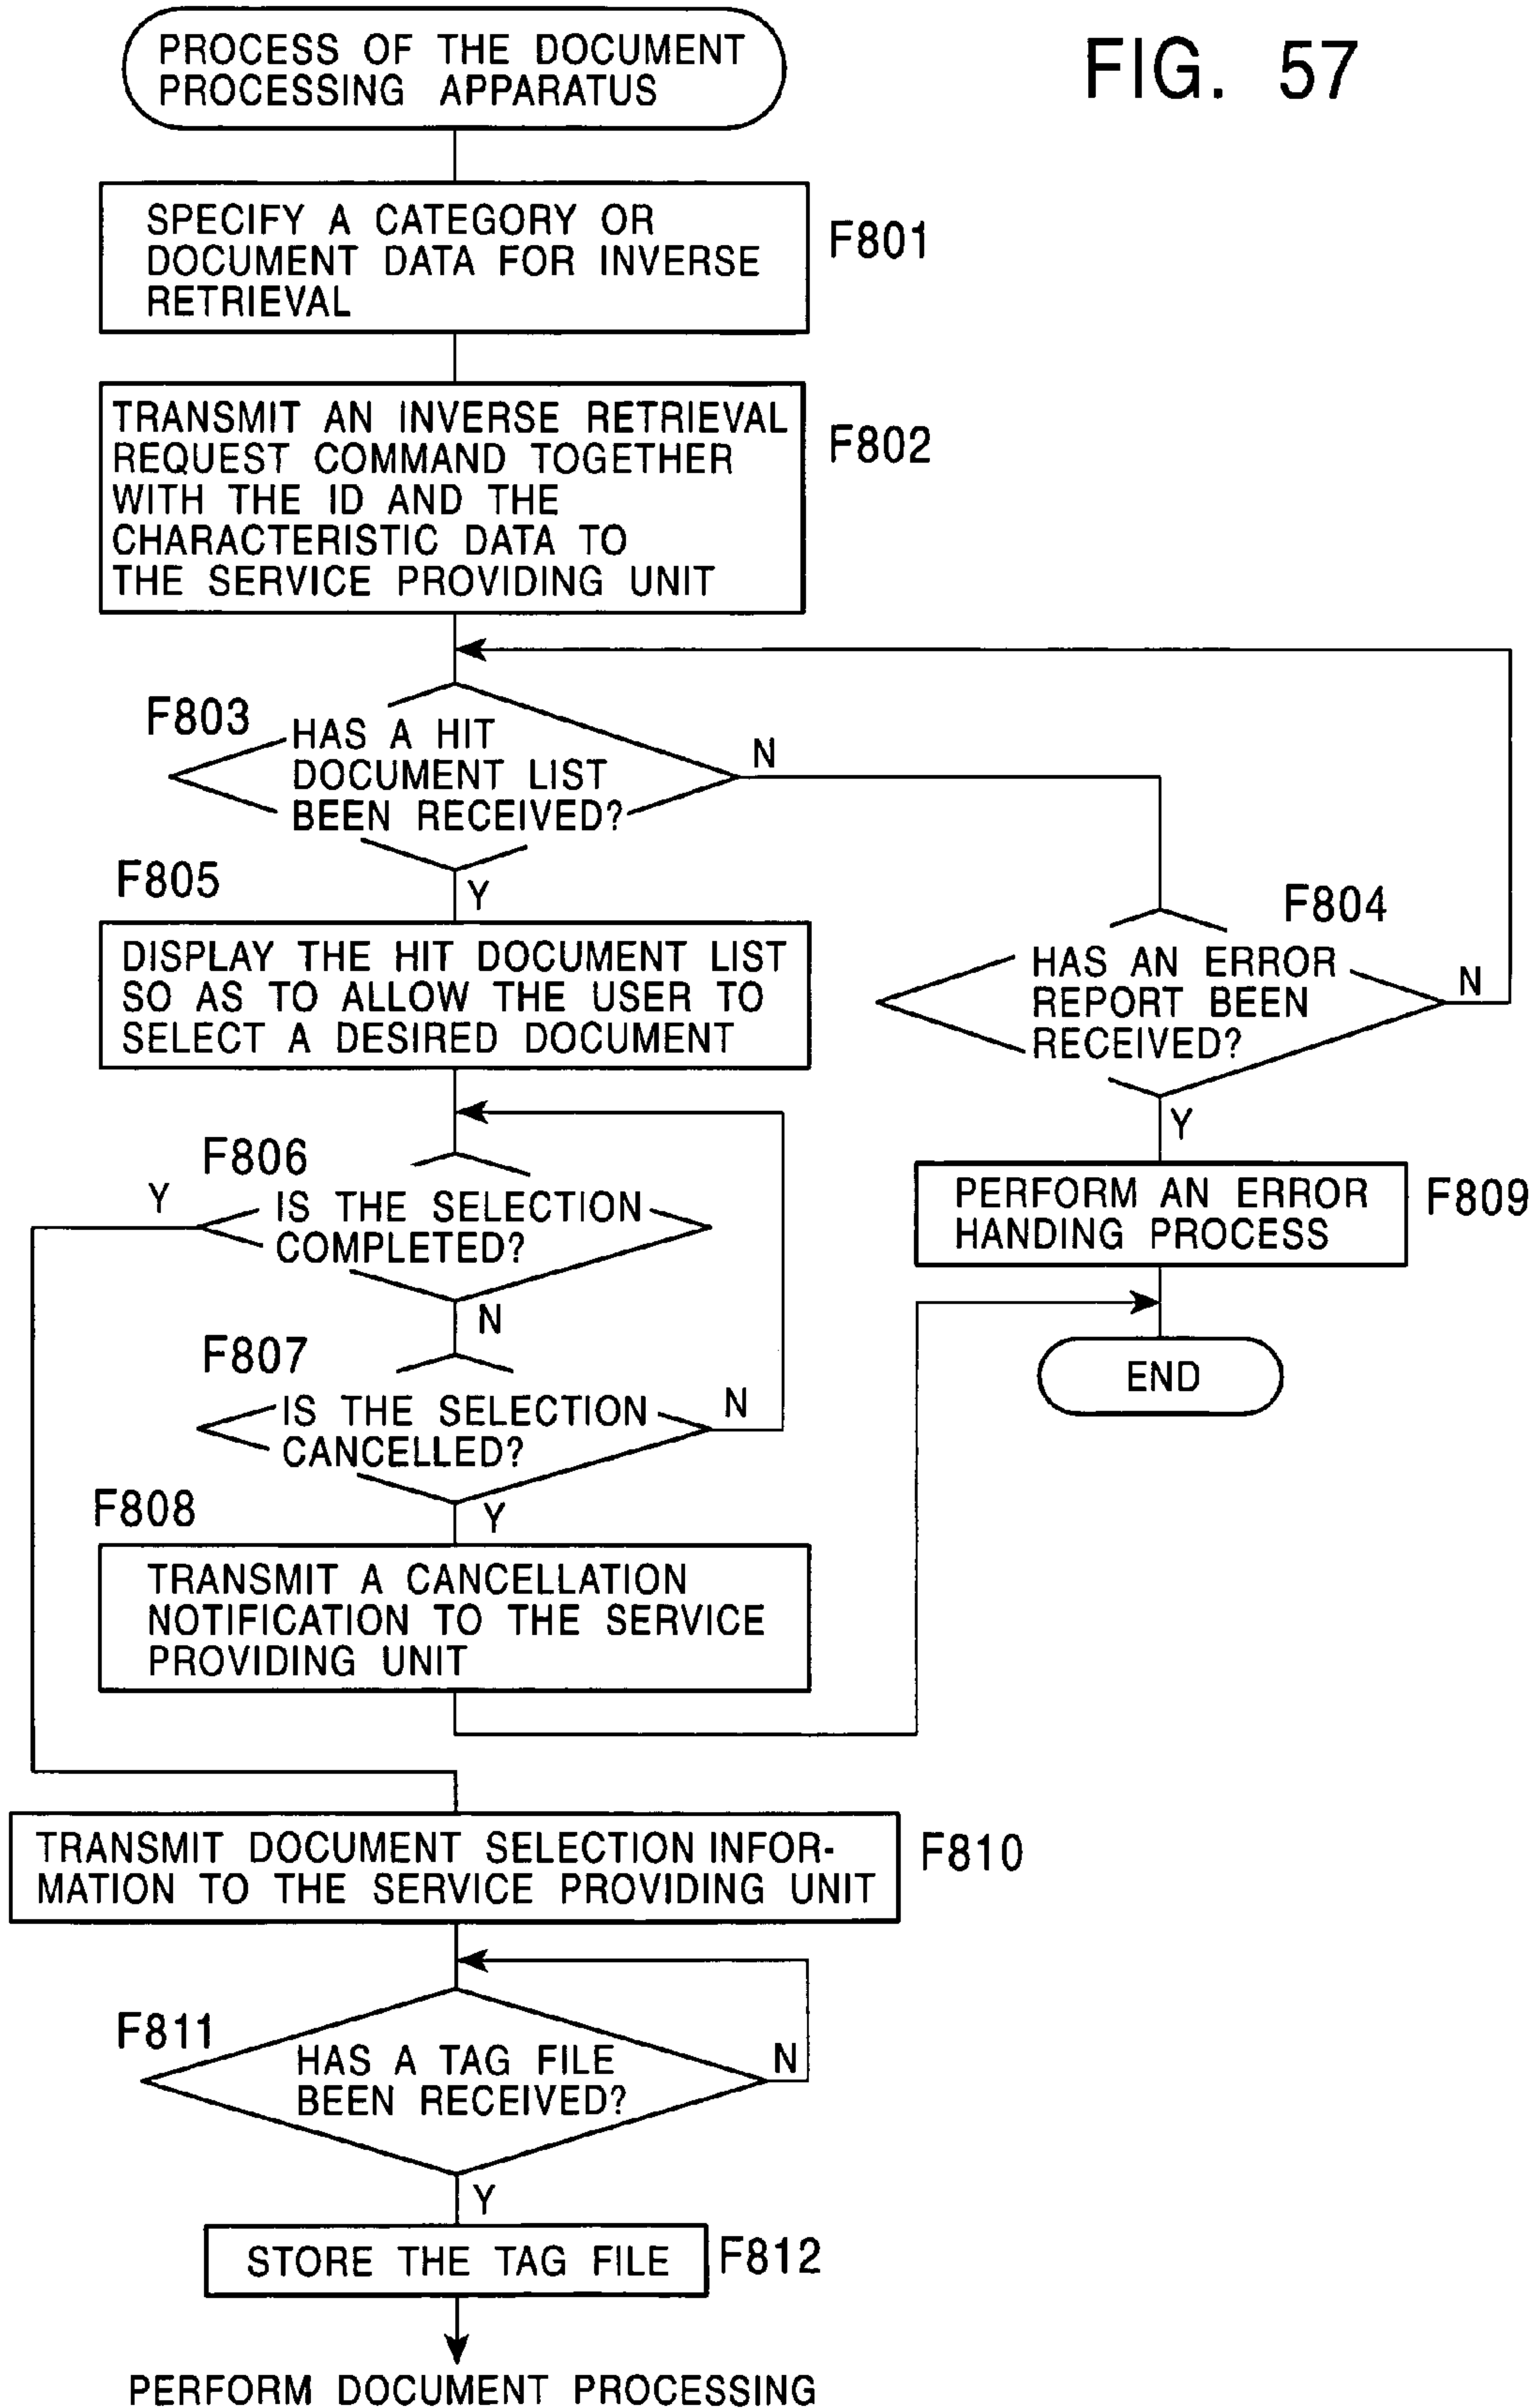 PROCESS OF THE DOCUMENT
PROCESSING APPARATUS
FIG. 57
SPECIFY A CATEGORY OR
DOCUMENT DATA FOR INVERSE
RETRIEVAL
F801
TRANSMIT AN INVERSE RETRIEVAL
REQUEST COMMAND TOGETHER
WITH THE ID AND THE
CHARACTERISTIC DATA TO
THE SERVICE PROVIDING UNIT
F802
F803
HAS A HIT
DOCUMENT LIST
BEEN RECEIVED?
N
Y
F804
HAS AN ERROR
REPORT BEEN
RECEIVED?
N
Y
F805
DISPLAY THE HIT DOCUMENT LIST
SO AS TO ALLOW THE USER TO
SELECT A DESIRED DOCUMENT
F806
Y
IS THE SELECTION
COMPLETED?
N
PERFORM AN ERROR
HANDING PROCESS
F809
END
F807
IS THE SELECTION
CANCELLED?
N
Y
F808
TRANSMIT A CANCELLATION
NOTIFICATION TO THE SERVICE
PROVIDING UNIT
TRANSMIT DOCUMENT SELECTION INFOR-
MATION TO THE SERVICE PROVIDING UNIT
F810
F811
HAS A TAG FILE
BEEN RECEIVED?
N
Y
STORE THE TAG FILE
F812
PERFORM DOCUMENT PROCESSING